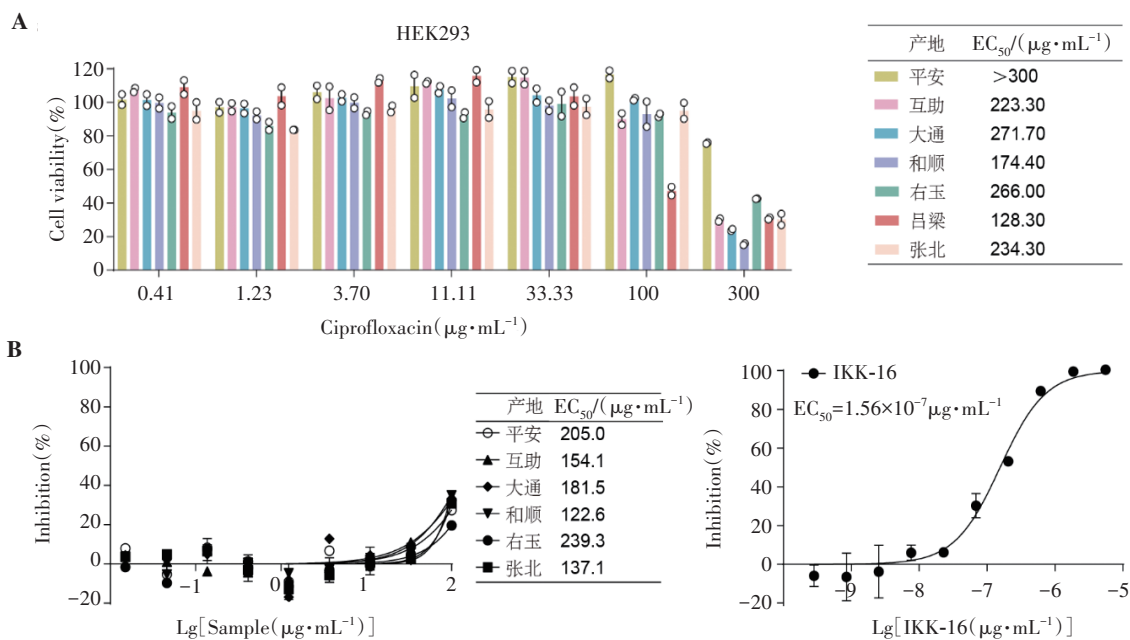 A
HEK293
Cell viability(%)
120
100
80
60
40
20
0
0.41 1.23 3.70 11.11 33.33 100 300
Ciprofloxacin(μg·mL⁻¹)
产地 EC₅₀/(μg·mL⁻¹)
平安 >300
互助 223.30
大通 271.70
和顺 174.40
右玉 266.00
吕梁 128.30
张北 234.30
B
Inhibition(%)
100
80
60
40
20
0
−20
−1 0 1 2
Lg[Sample(μg·mL⁻¹)]
产地 EC₅₀/(μg·mL⁻¹)
平安 205.0
互助 154.1
大通 181.5
和顺 122.6
右玉 239.3
张北 137.1
Inhibition(%)
100
80
60
40
20
0
−20
IKK-16
EC₅₀=1.56×10⁻⁷μg·mL⁻¹
−9 −8 −7 −6 −5
Lg[IKK-16(μg·mL⁻¹)]